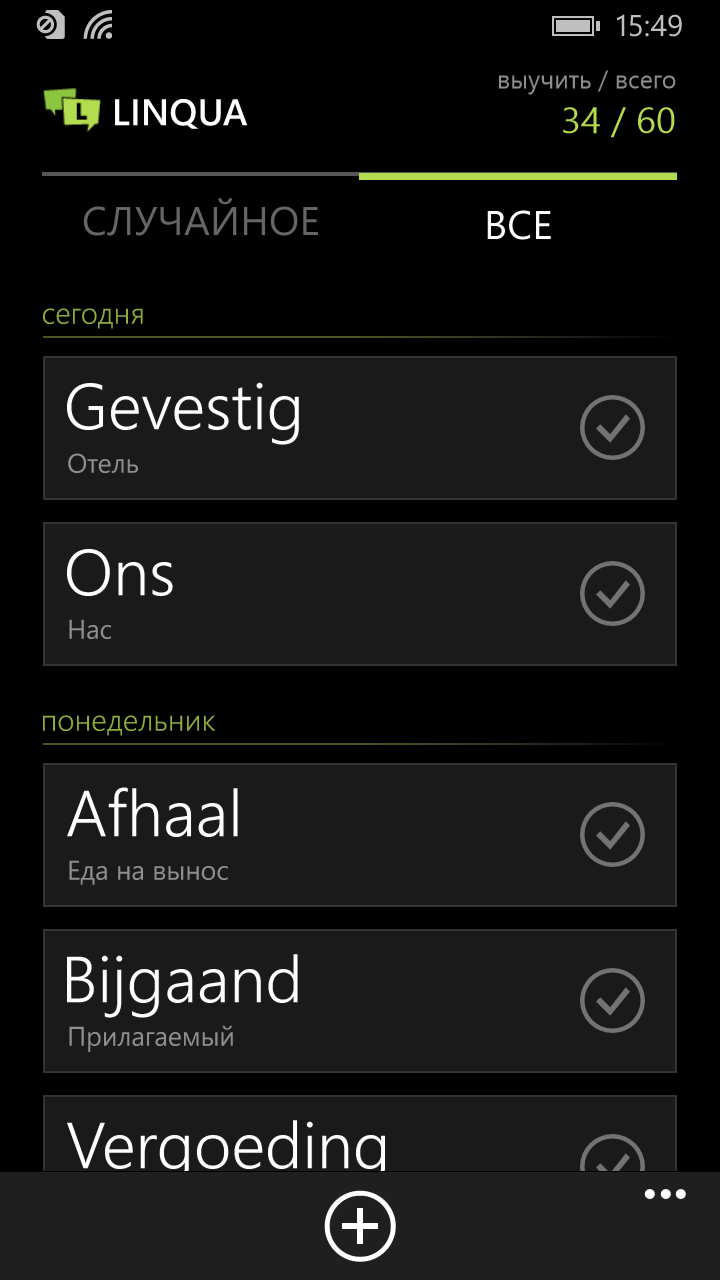 15:49
выучить / всего
LINQUA
34 / 60
СЛУЧАЙНОЕ
ВСЕ
сегодня
Gevestig
Отель
Ons
Нас
понедельник
Afhaal
Еда на вынос
Bijgaand
Прилагаемый
Vergoeding